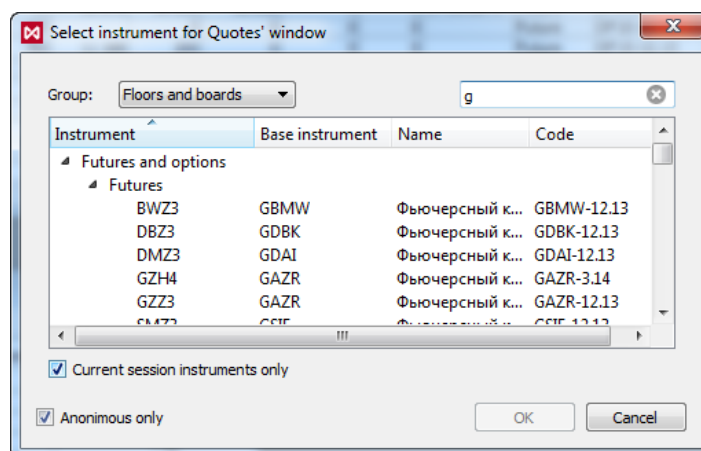 Select instrument for Quotes' window
Group: Floors and boards g
Instrument Base instrument Name Code
Futures and options
Futures
BWZ3 GBMW Фьючерсный к... GBMW-12.13
DBZ3 GDBK Фьючерсный к... GDBK-12.13
DMZ3 GDAI Фьючерсный к... GDAI-12.13
GZH4 GAZR Фьючерсный к... GAZR-3.14
GZZ3 GAZR Фьючерсный к... GAZR-12.13
Current session instruments only
Anonimous only OK Cancel